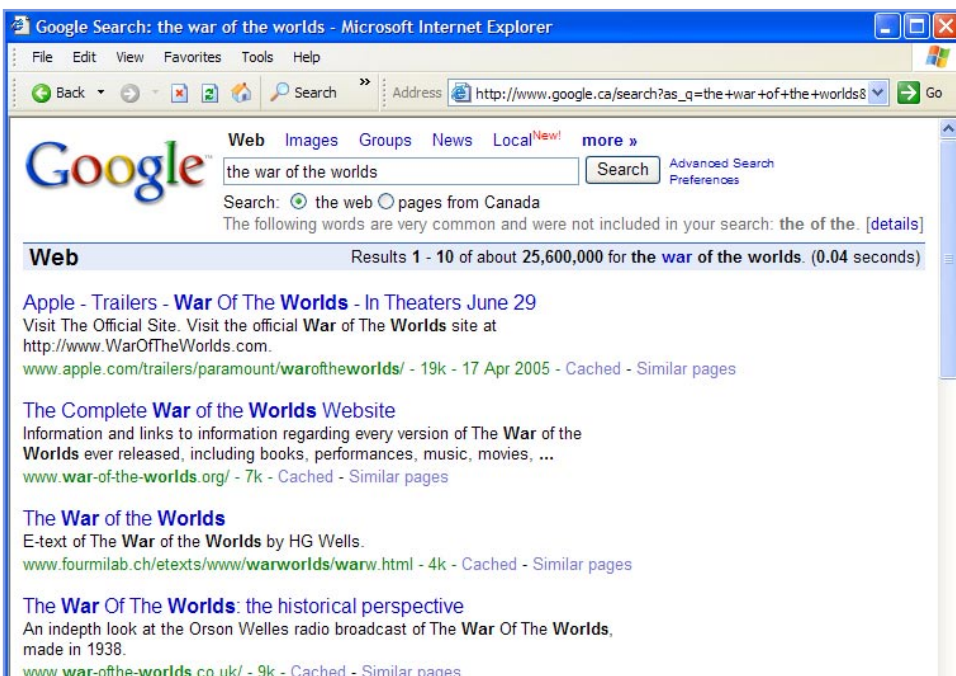 Google Search: the war of the worlds - Microsoft Internet Explorer
File Edit View Favorites Tools Help
Back Search » Address http://www.google.ca/search?as_q=the+war+of+the+worlds& Go
Web Images Groups News Local New! more »
Google™
the war of the worlds Search Advanced Search
Preferences
Search: the web pages from Canada
The following words are very common and were not included in your search: the of the. [details]
Web Results 1 - 10 of about 25,600,000 for the war of the worlds. (0.04 seconds)
Apple - Trailers - War Of The Worlds - In Theaters June 29
Visit The Official Site. Visit the official War of The Worlds site at
http://www.WarOfTheWorlds.com.
www.apple.com/trailers/paramount/waroftheworlds/ - 19k - 17 Apr 2005 - Cached - Similar pages
The Complete War of the Worlds Website
Information and links to information regarding every version of The War of the
Worlds ever released, including books, performances, music, movies, ...
www.war-of-the-worlds.org/ - 7k - Cached - Similar pages
The War of the Worlds
E-text of The War of the Worlds by HG Wells.
www.fourmilab.ch/etexts/www/warworlds/warw.html - 4k - Cached - Similar pages
The War Of The Worlds: the historical perspective
An indepth look at the Orson Welles radio broadcast of The War Of The Worlds,
made in 1938.
www.war-ofthe-worlds.co.uk/ - 9k - Cached - Similar pages